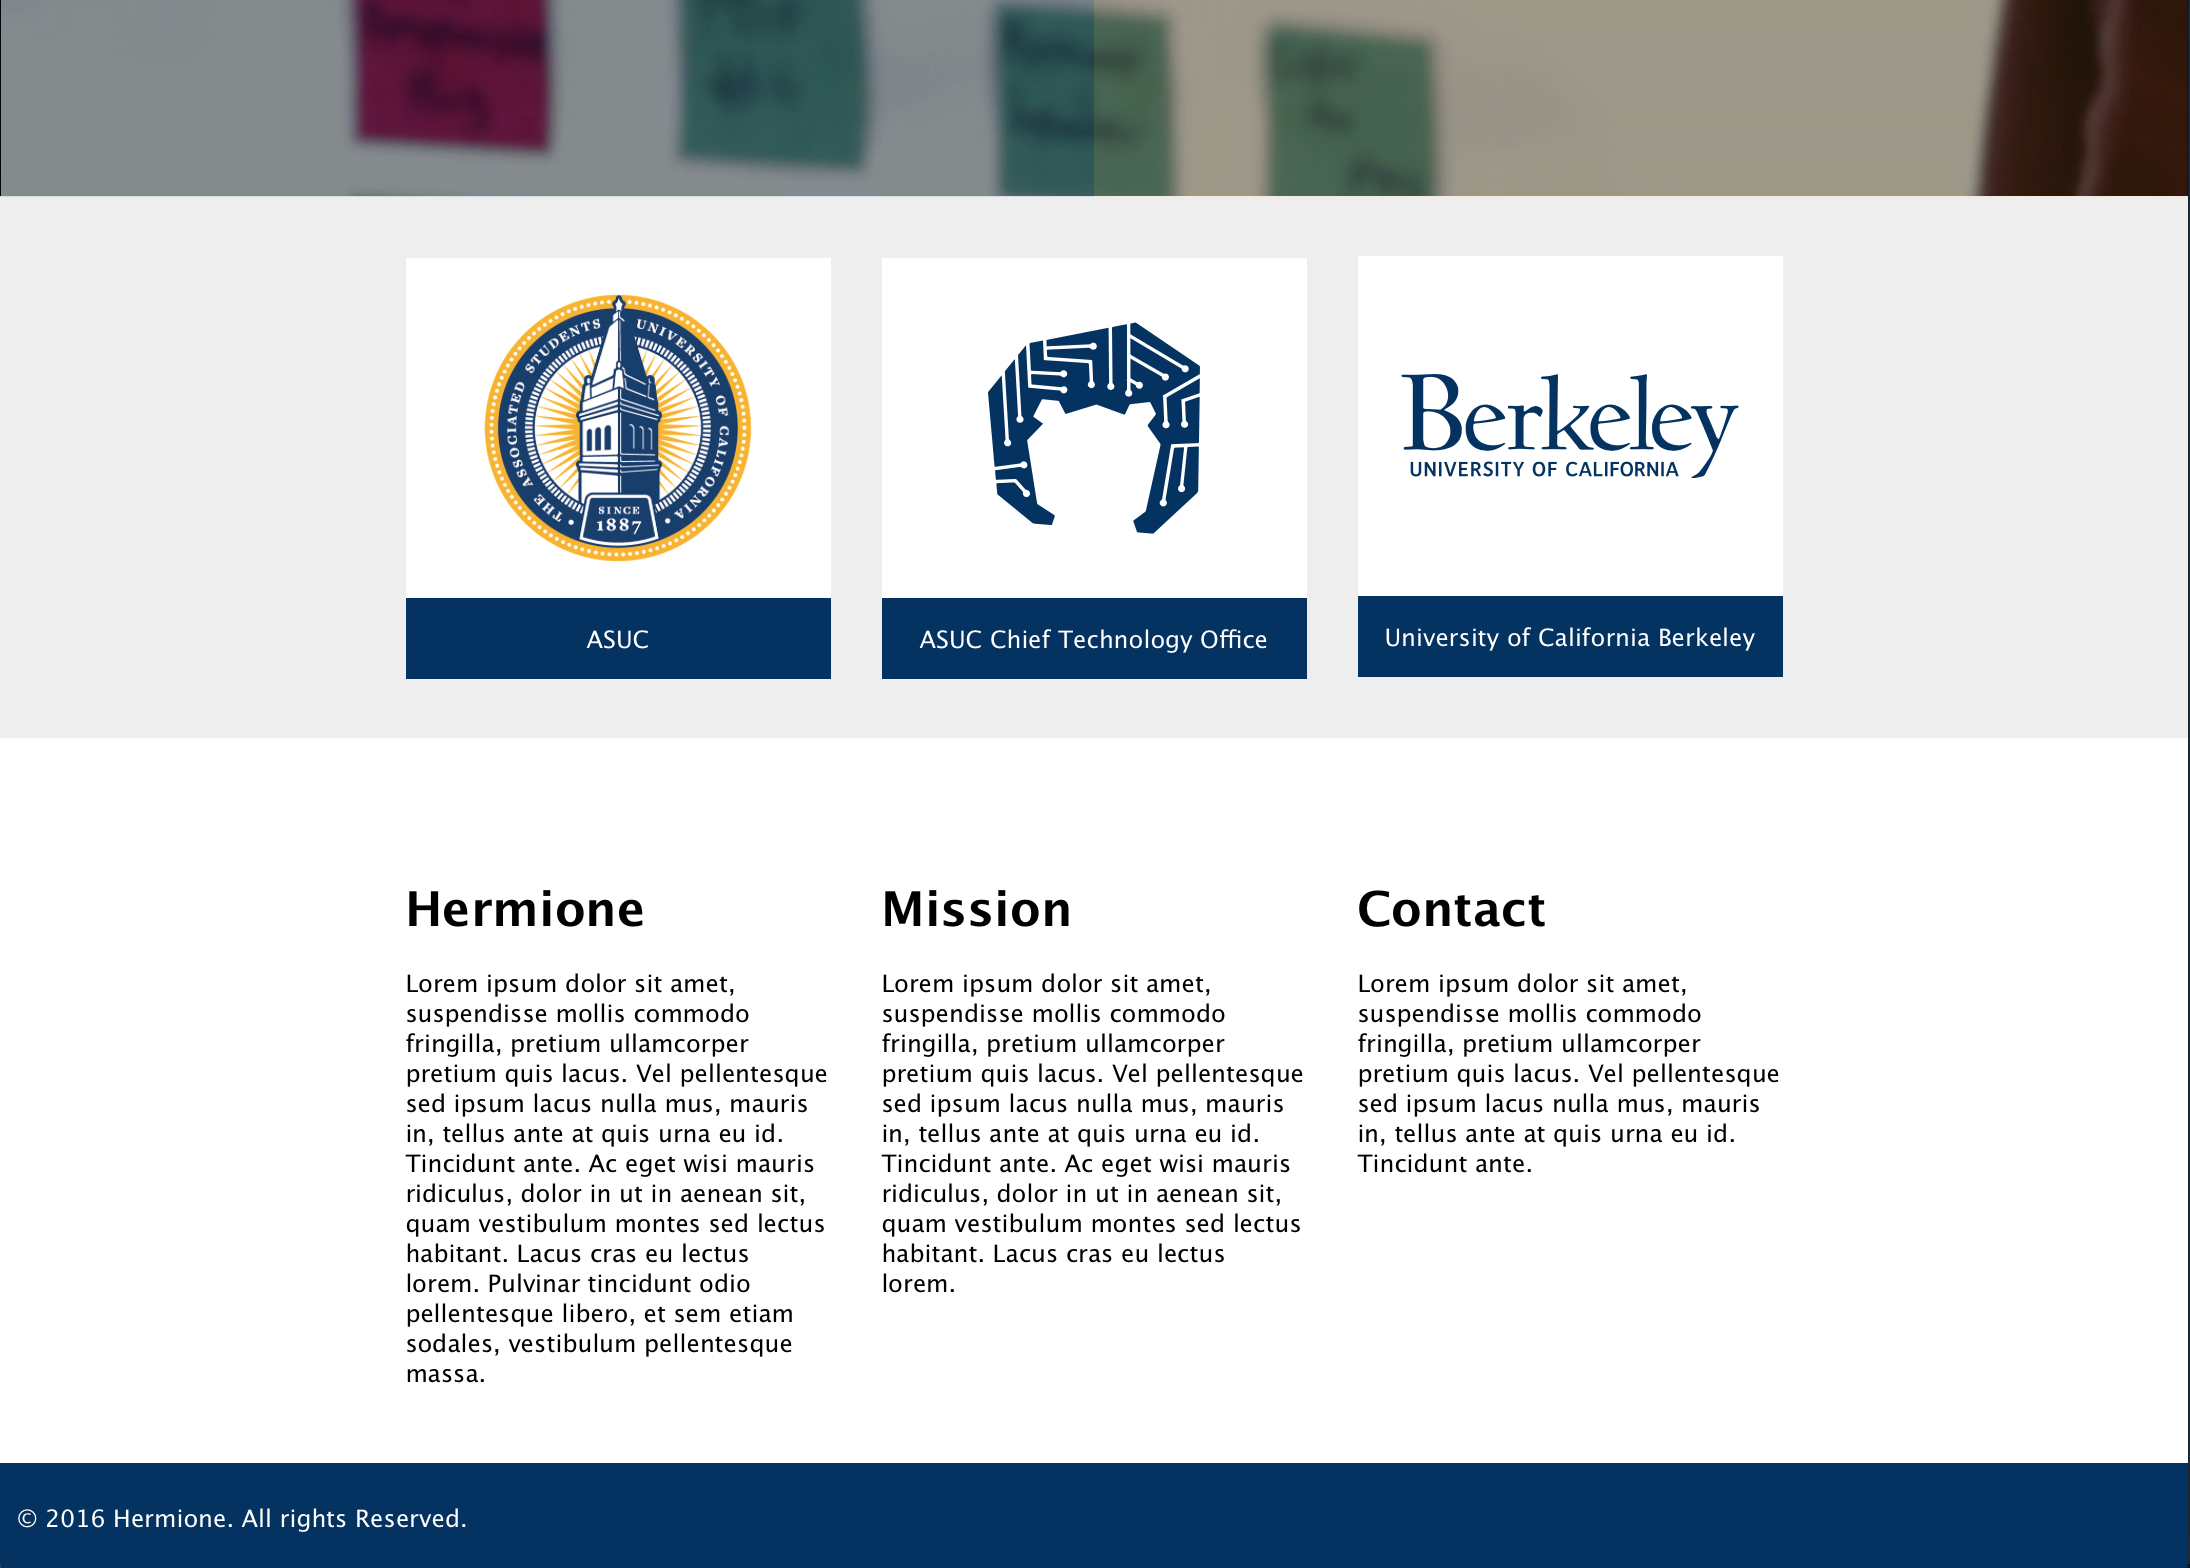 THE ASSOCIATED STUDENTS UNIVERSITY OF CALIFORNIA
SINCE
1887
Berkeley
UNIVERSITY OF CALIFORNIA
ASUC
ASUC Chief Technology Office
University of California Berkeley
Hermione
Lorem ipsum dolor sit amet,
suspendisse mollis commodo
fringilla, pretium ullamcorper
pretium quis lacus. Vel pellentesque
sed ipsum lacus nulla mus, mauris
in, tellus ante at quis urna eu id.
Tincidunt ante. Ac eget wisi mauris
ridiculus, dolor in ut in aenean sit,
quam vestibulum montes sed lectus
habitant. Lacus cras eu lectus
lorem. Pulvinar tincidunt odio
pellentesque libero, et sem etiam
sodales, vestibulum pellentesque
massa.
Mission
Lorem ipsum dolor sit amet,
suspendisse mollis commodo
fringilla, pretium ullamcorper
pretium quis lacus. Vel pellentesque
sed ipsum lacus nulla mus, mauris
in, tellus ante at quis urna eu id.
Tincidunt ante. Ac eget wisi mauris
ridiculus, dolor in ut in aenean sit,
quam vestibulum montes sed lectus
habitant. Lacus cras eu lectus
lorem.
Contact
Lorem ipsum dolor sit amet,
suspendisse mollis commodo
fringilla, pretium ullamcorper
pretium quis lacus. Vel pellentesque
sed ipsum lacus nulla mus, mauris
in, tellus ante at quis urna eu id.
Tincidunt ante.
© 2016 Hermione. All rights Reserved.